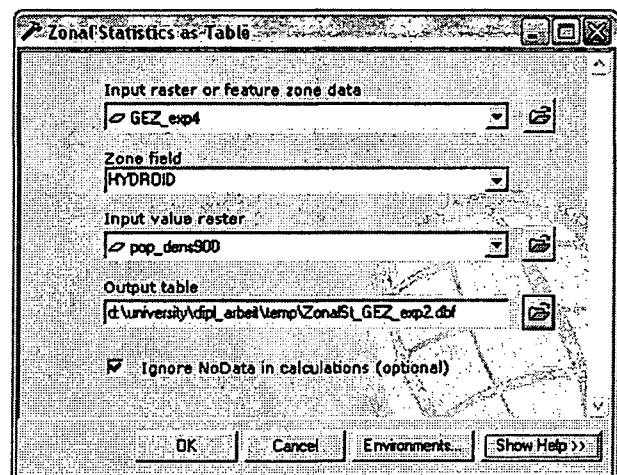 Zonal Statistics as Table
Input raster or feature zone data
GEZ_exp4
Zone field
HYDROID
Input value raster
pop_dens900
Output table
d:\university\dipl_arbeit\temp\ZonalSt_GEZ_exp2.dbf
Ignore NoData in calculations (optional)
OK Cancel Environments... Show Help >>